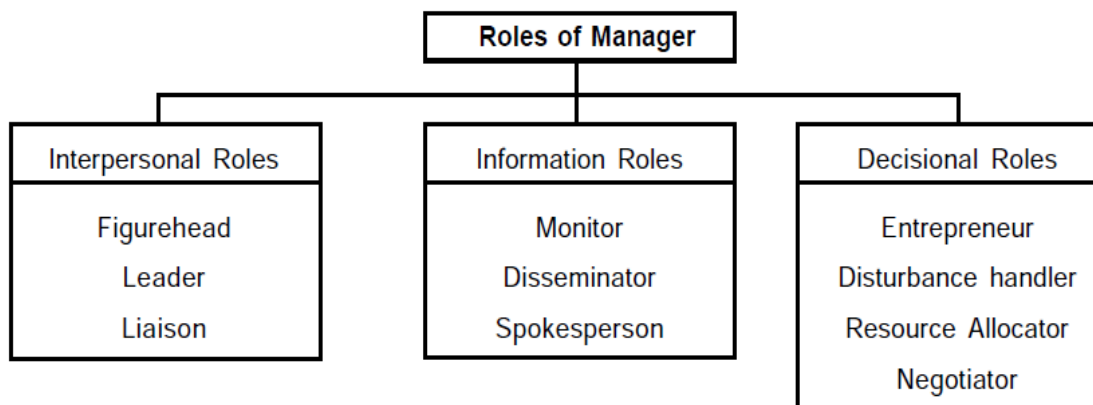 Roles of Manager
Interpersonal Roles
Figurehead
Leader
Liaison
Information Roles
Monitor
Disseminator
Spokesperson
Decisional Roles
Entrepreneur
Disturbance handler
Resource Allocator
Negotiator